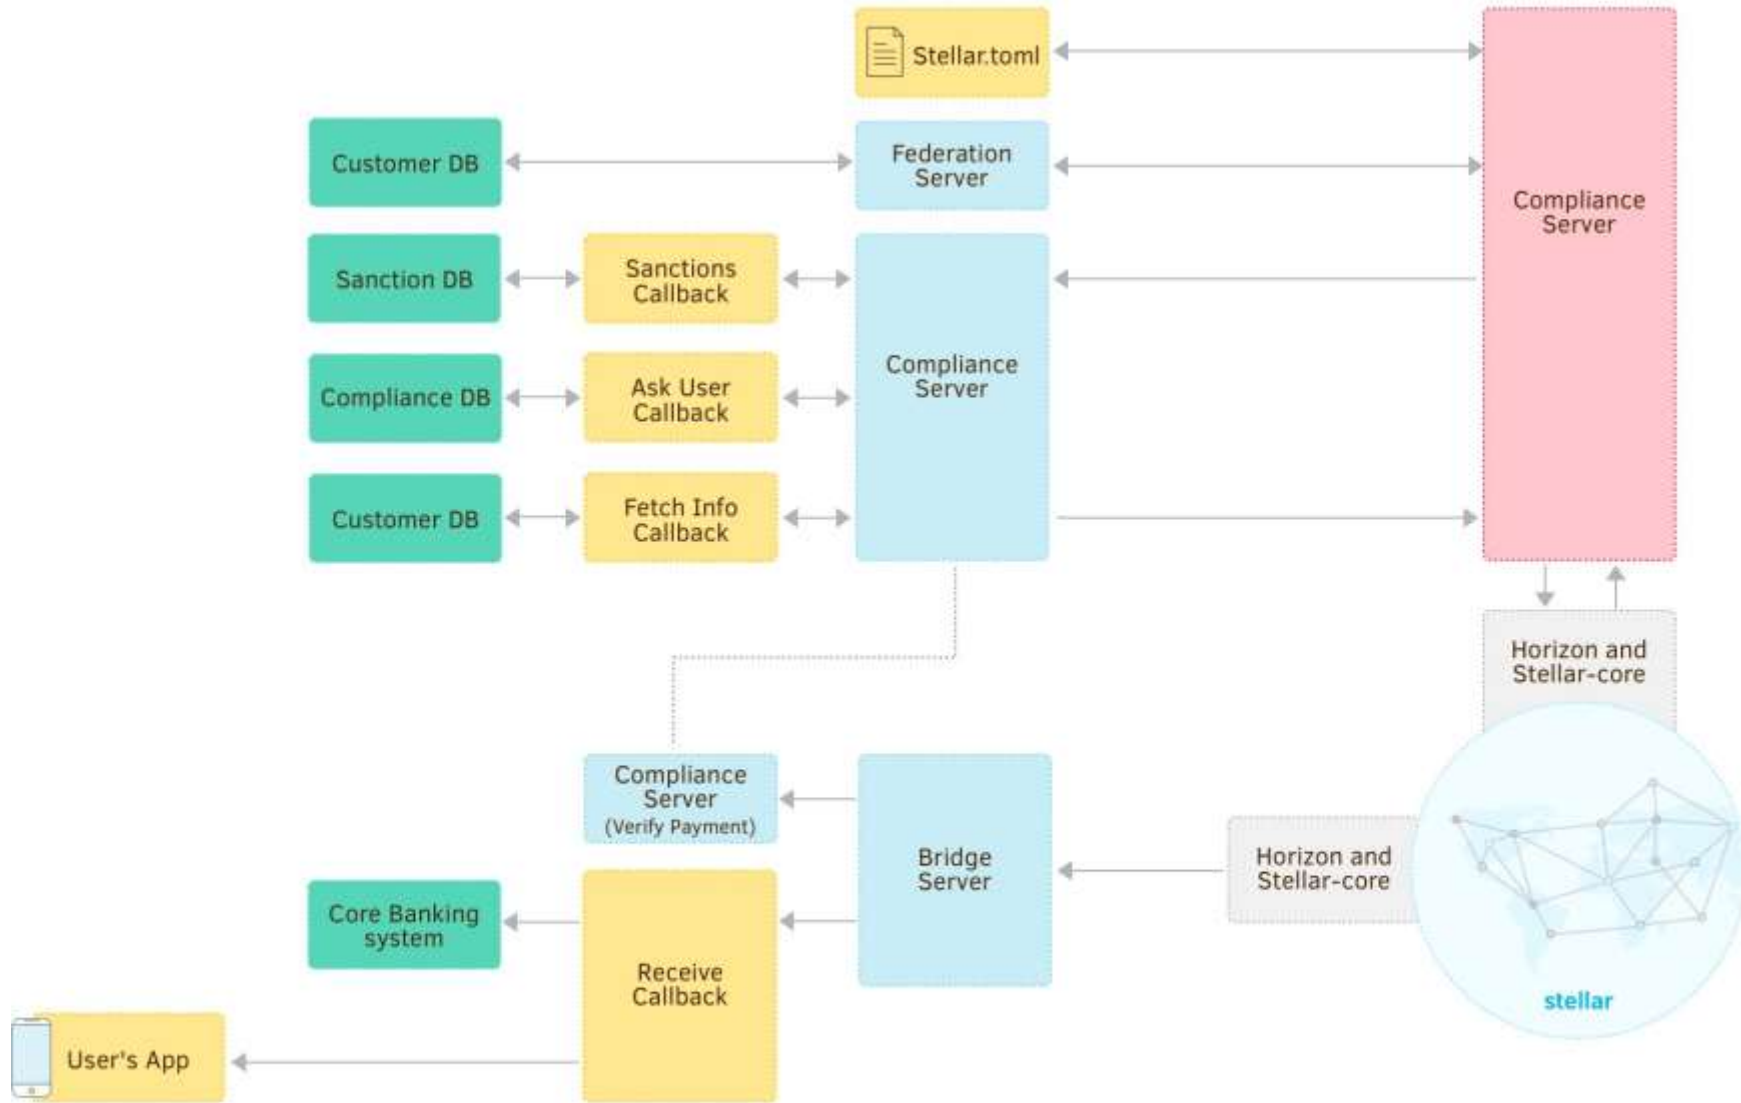 Stellar.toml
Customer DB
Federation
Server
Compliance
Server
Sanction DB
Sanctions
Callback
Compliance
Server
Compliance DB
Ask User
Callback
Customer DB
Fetch Info
Callback
Horizon and
Stellar-core
Compliance
Server
(Verify Payment)
Bridge
Server
Horizon and
Stellar-core
Core Banking
system
Receive
Callback
stellar
User's App